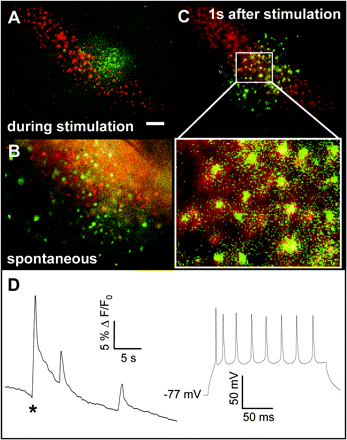 A
C
1s after stimulation
during stimulation
B
spontaneous
D
5 % Δ F/F0
5 s
*
-77 mV
50 mV
50 ms